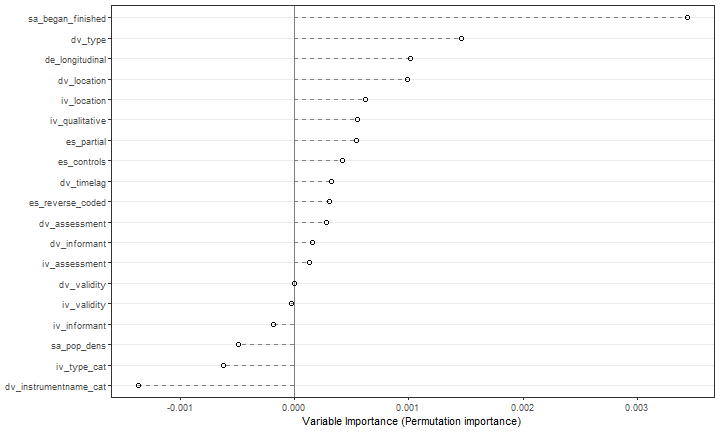 sa_began_finished
dv_type
de_longitudinal
dv_location
iv_location
iv_qualitative
es_partial
es_controls
dv_timelag
es_reverse_coded
dv_assessment
dv_informant
iv_assessment
dv_validity
iv_validity
iv_informant
sa_pop_dens
iv_type_cat
dv_instrumentname_cat
-0.001 0.000 0.001 0.002 0.003
Variable Importance (Permutation importance)